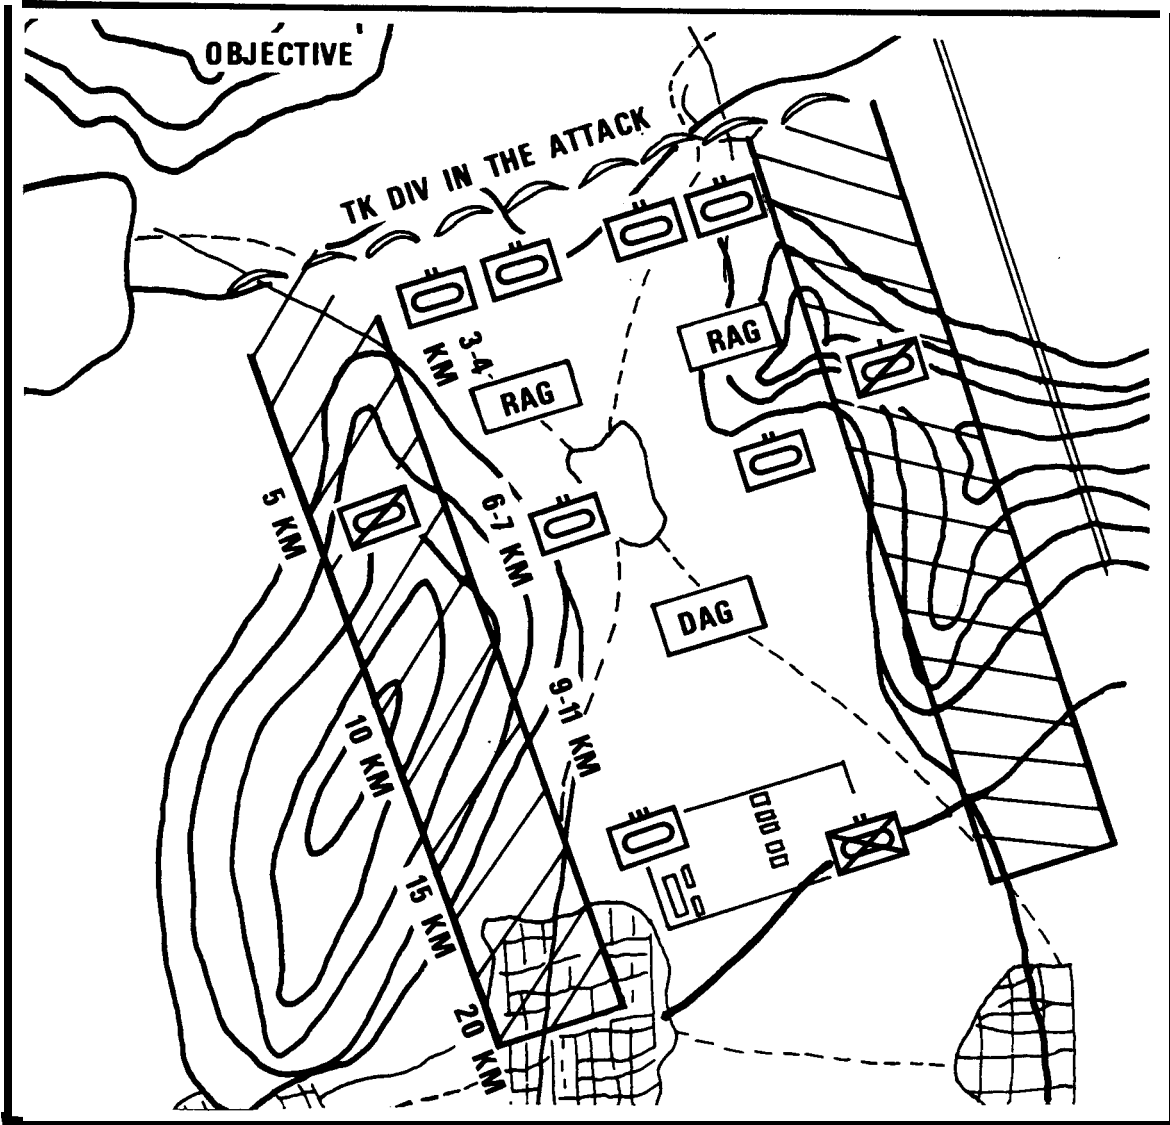 OBJECTIVE
TK DIV IN THE ATTACK
3-4
KM
RAG
RAG
5 KM
6-7 KM
DAG
9-11 KM
10 KM
15 KM
20 KM